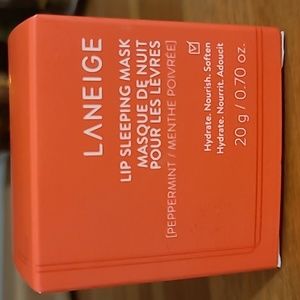 LANEIGE
LIP SLEEPING MASK
MASQUE DE NUIT
POUR LES LÈVRES
[PEPPERMINT / MENTHE POIVRÉE]
Hydrate. Nourish. Soften
Hydrate. Nourrit. Adoucit
20 g / 0.70 oz.